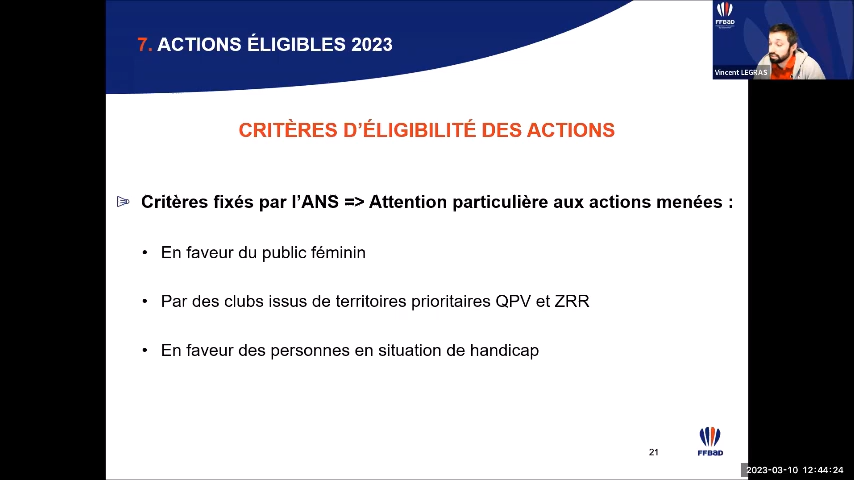 7. ACTIONS ÉLIGIBLES 2023
FFBaD
Vincent LEGRAS
CRITÈRES D'ÉLIGIBILITÉ DES ACTIONS
Critères fixés par l'ANS => Attention particulière aux actions menées :
• En faveur du public féminin
• Par des clubs issus de territoires prioritaires QPV et ZRR
• En faveur des personnes en situation de handicap
21
FFBaD
2023-03-10 12:44:24